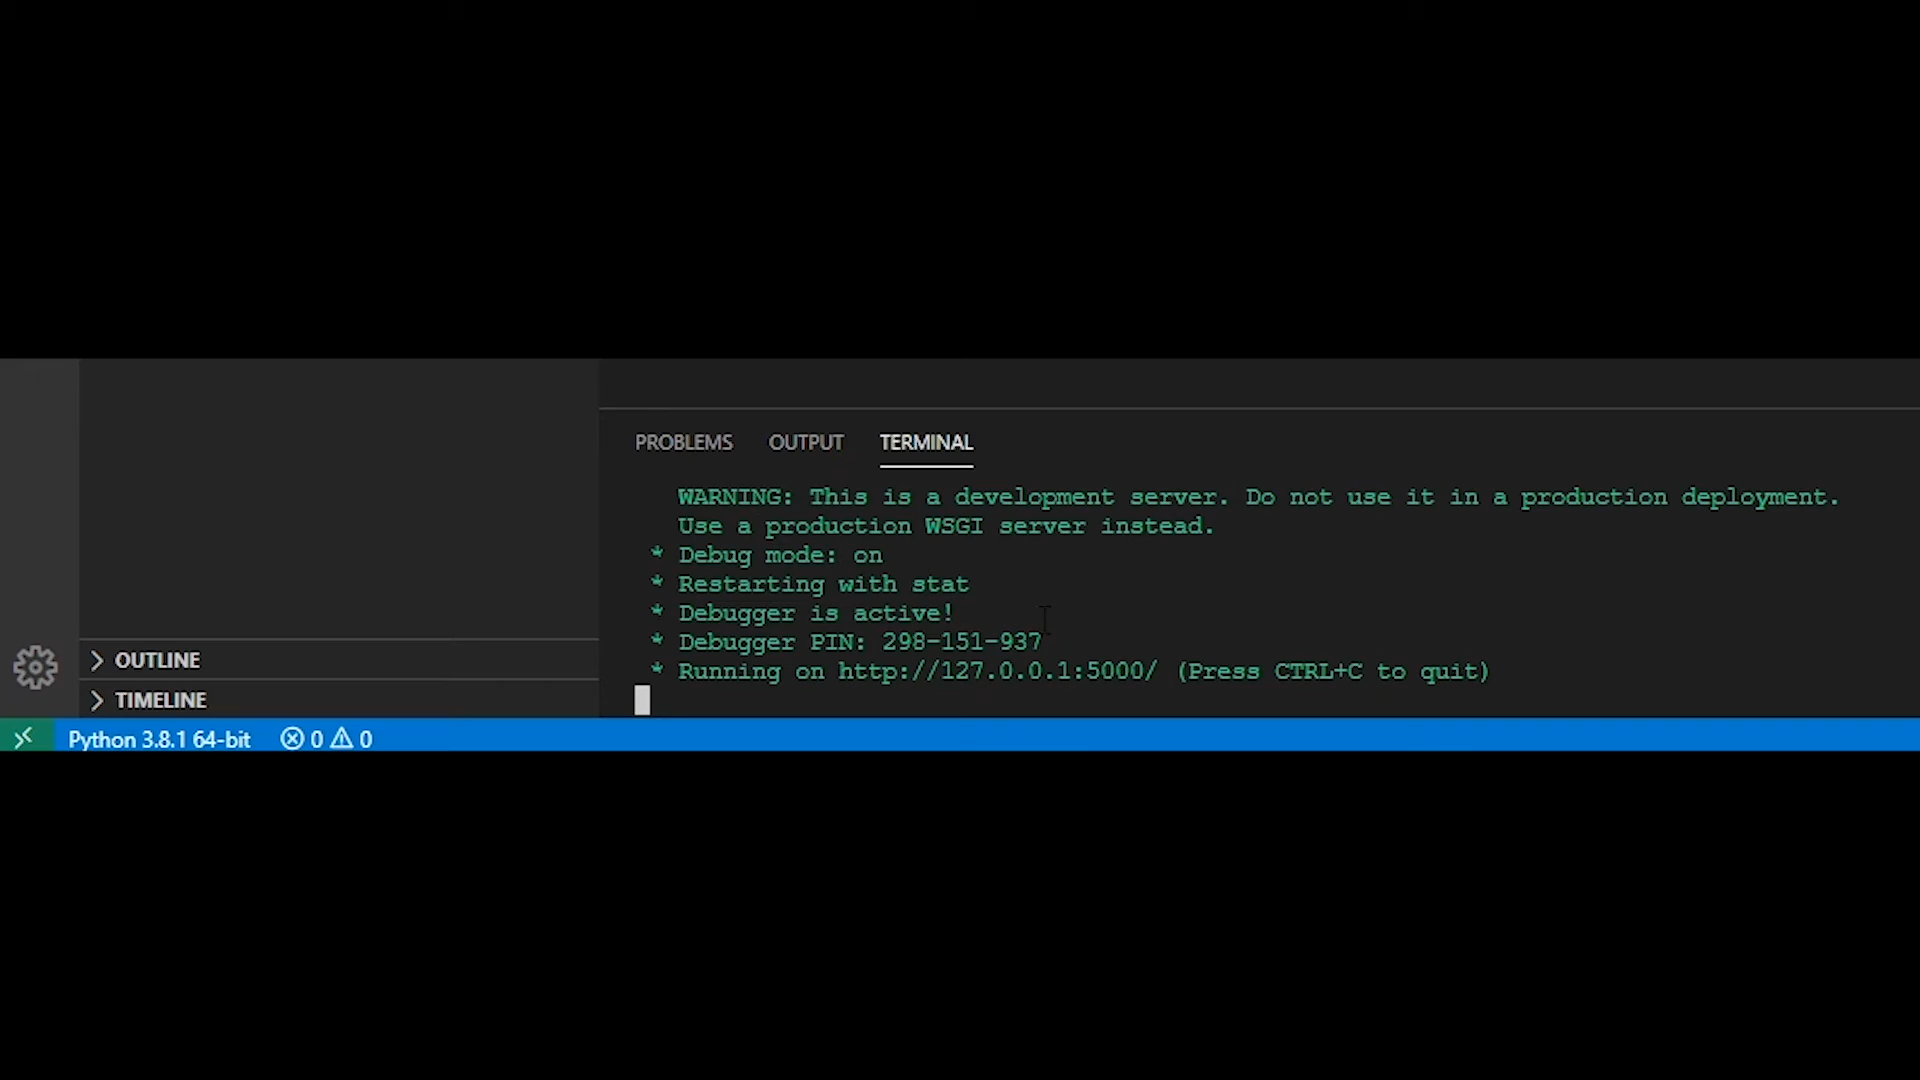 PROBLEMS OUTPUT TERMINAL
WARNING: This is a development server. Do not use it in a production deployment.
Use a production WSGI server instead.
* Debug mode: on
* Restarting with stat
* Debugger is active!
* Debugger PIN: 298-151-937
* Running on http://127.0.0.1:5000/ (Press CTRL+C to quit)
OUTLINE
TIMELINE
Python 3.8.1 64-bit 0 0